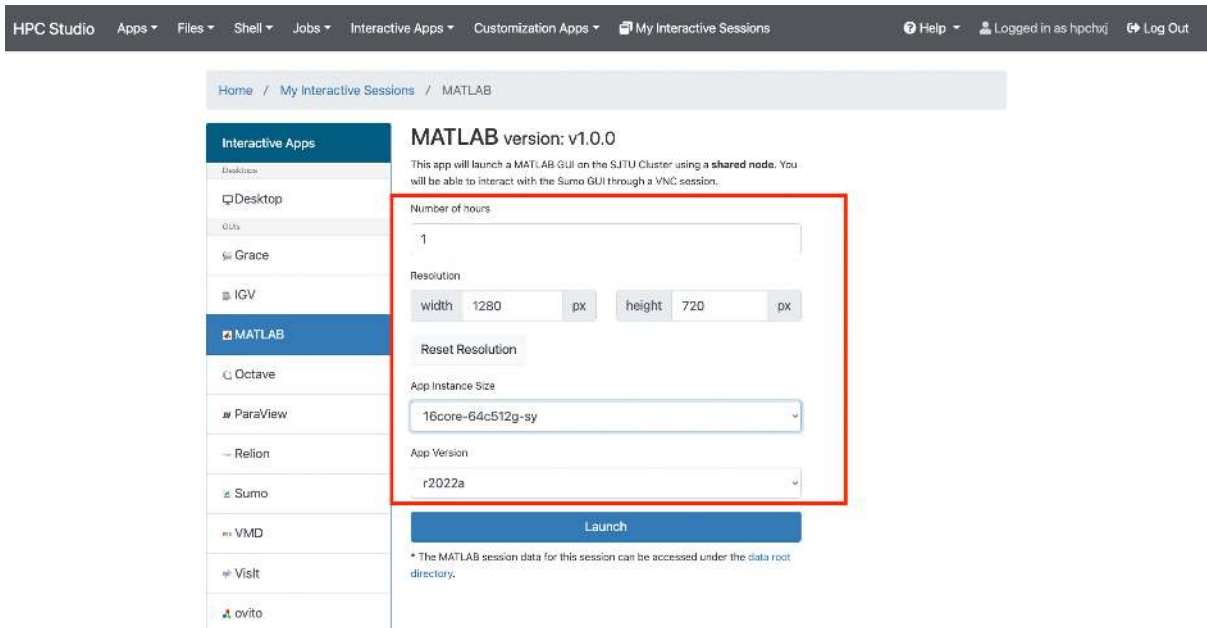 HPC Studio Apps Files Shell Jobs Interactive Apps Customization Apps My Interactive Sessions Help Logged in as hpchxj Log Out
Home / My Interactive Sessions / MATLAB
Interactive Apps
Desktops
Desktop
GUIs
Grace
IGV
MATLAB
Octave
ParaView
Relion
Sumo
VMD
VisIt
ovito
MATLAB version: v1.0.0
This app will launch a MATLAB GUI on the SJTU Cluster using a shared node. You
will be able to interact with the Sumo GUI through a VNC session.
Number of hours
1
Resolution
width 1280 px height 720 px
Reset Resolution
App Instance Size
16core-64c512g-sy
App Version
r2022a
Launch
* The MATLAB session data for this session can be accessed under the data root
directory.